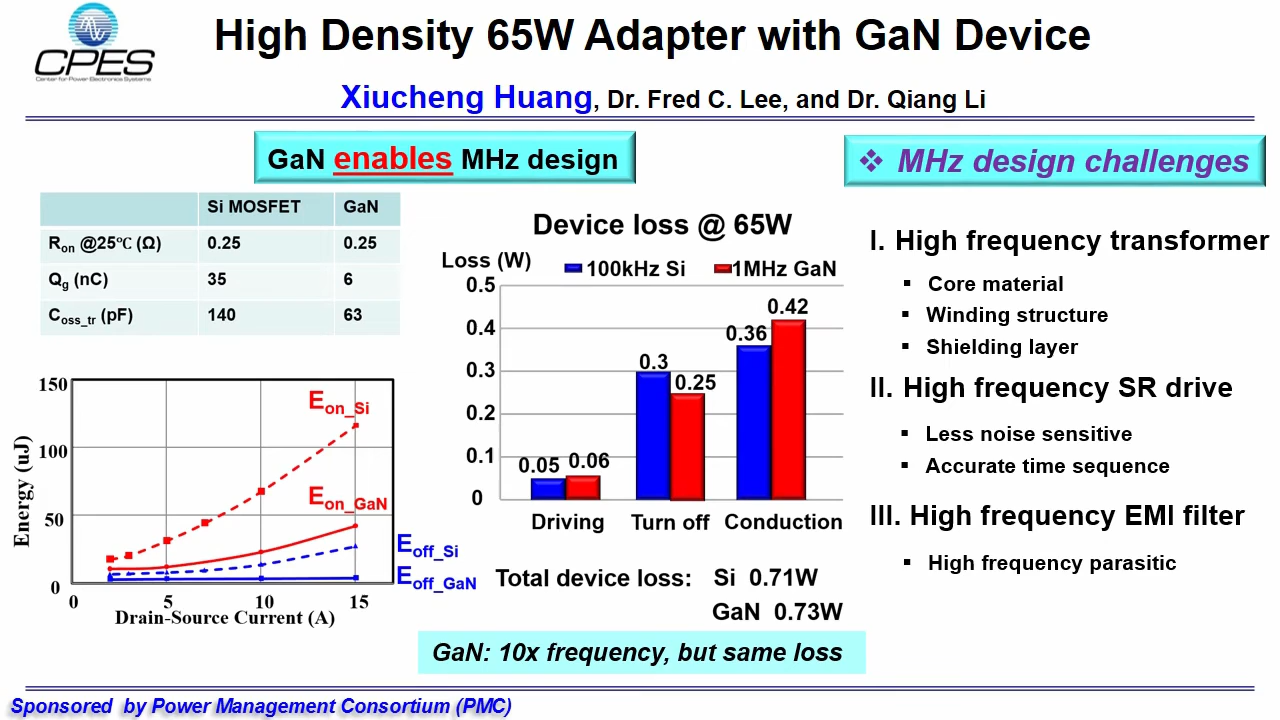 CPES
Center for Power Electronics Systems
High Density 65W Adapter with GaN Device
Xiucheng Huang, Dr. Fred C. Lee, and Dr. Qiang Li
GaN enables MHz design
Si MOSFET GaN
Ron @25℃ (Ω) 0.25 0.25
Qg (nC) 35 6
Coss_tr (pF) 140 63
150
100
50
0
Energy (uJ)
Eon_Si
Eon_GaN
Eoff_Si
Eoff_GaN
0 5 10 15
Drain-Source Current (A)
Device loss @ 65W
Loss (W)
100kHz Si 1MHz GaN
0.5
0.4
0.3
0.2
0.1
0
0.05 0.06
0.3 0.25
0.36 0.42
Driving Turn off Conduction
Total device loss: Si 0.71W
GaN 0.73W
GaN: 10x frequency, but same loss
❖ MHz design challenges
I. High frequency transformer
▪ Core material
▪ Winding structure
▪ Shielding layer
II. High frequency SR drive
▪ Less noise sensitive
▪ Accurate time sequence
III. High frequency EMI filter
▪ High frequency parasitic
Sponsored by Power Management Consortium (PMC)